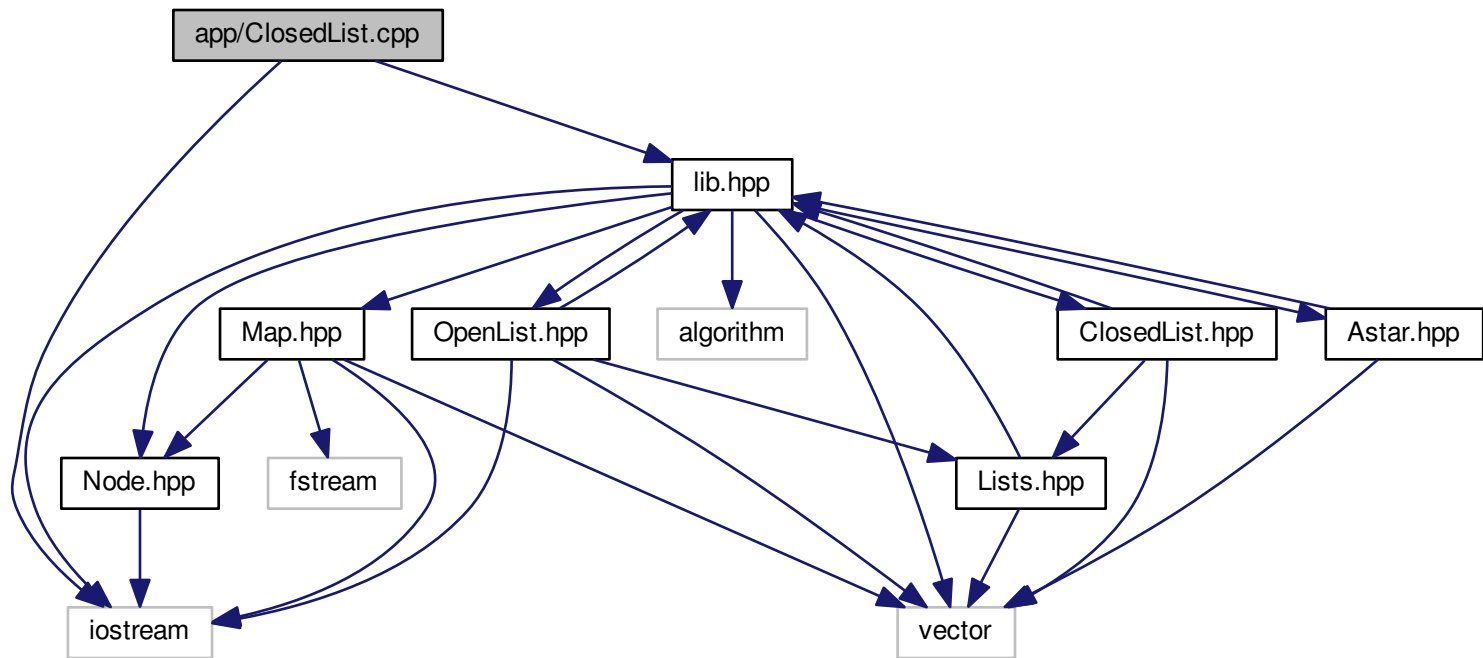 app/ClosedList.cpp
lib.hpp
Map.hpp
OpenList.hpp
algorithm
ClosedList.hpp
Astar.hpp
Node.hpp
fstream
Lists.hpp
iostream
vector